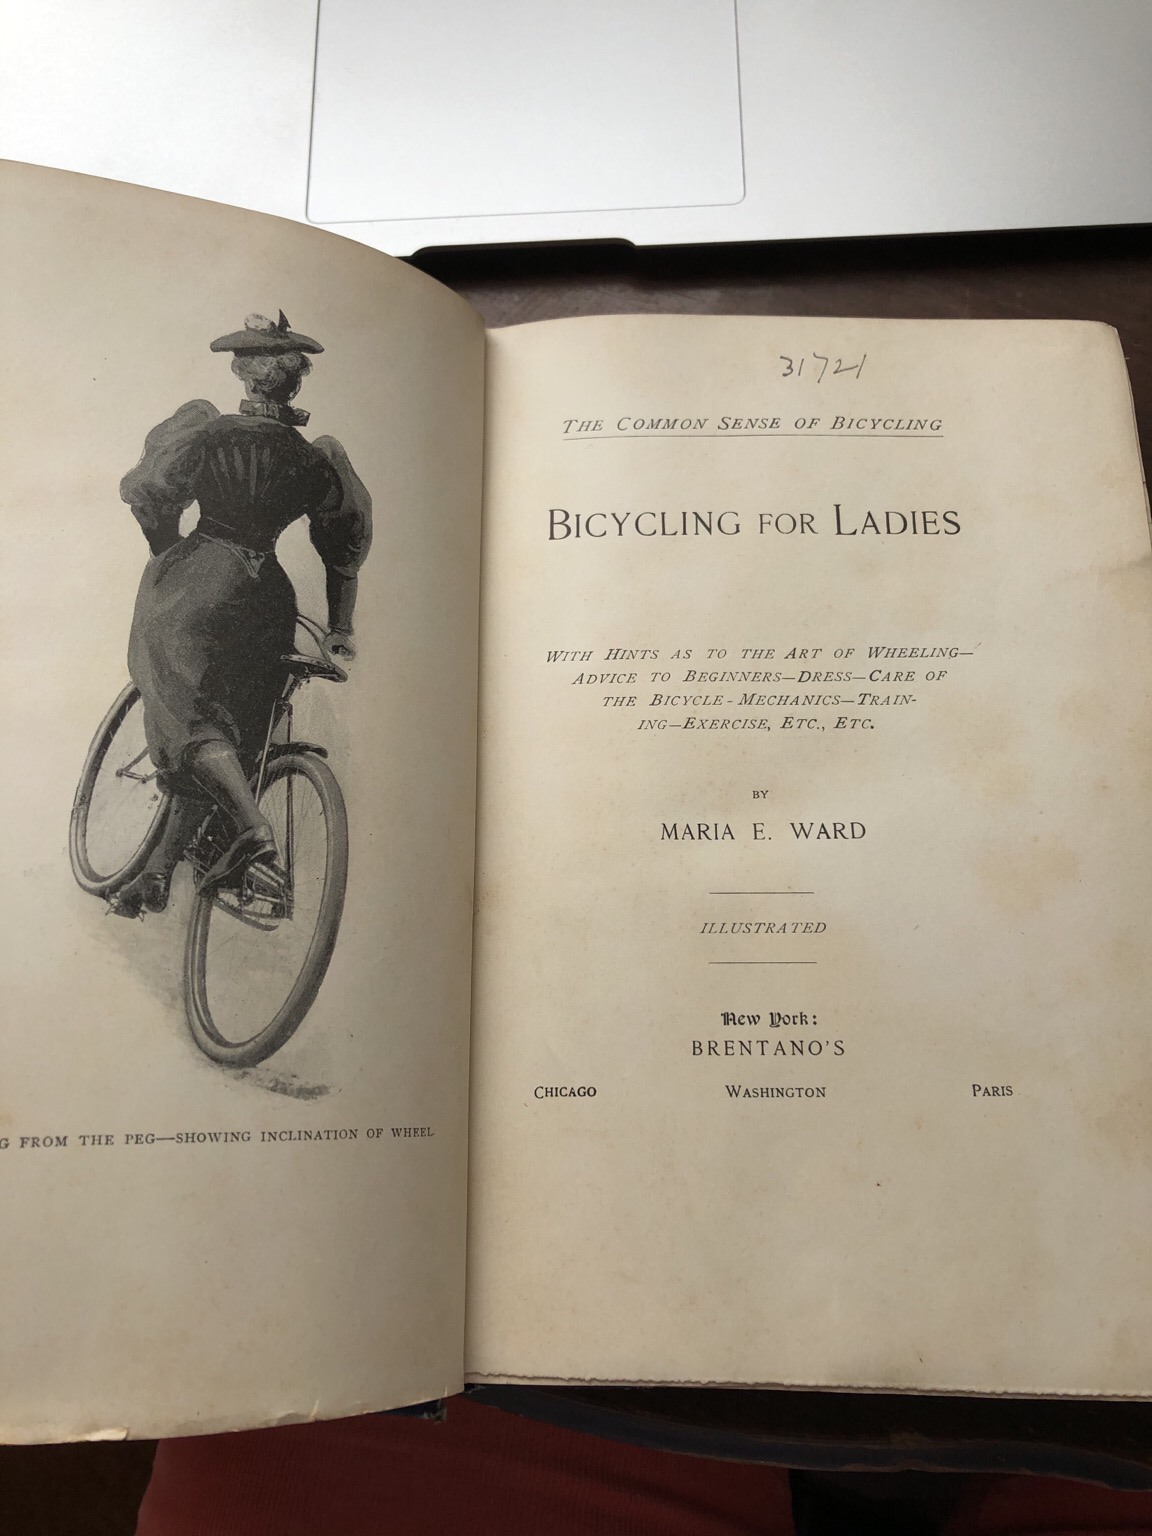 G FROM THE PEG—SHOWING INCLINATION OF WHEEL
31721
THE COMMON SENSE OF BICYCLING
BICYCLING FOR LADIES
WITH HINTS AS TO THE ART OF WHEELING—
ADVICE TO BEGINNERS—DRESS—CARE OF
THE BICYCLE-MECHANICS—TRAIN-
ING—EXERCISE, ETC., ETC.
BY
MARIA E. WARD
ILLUSTRATED
New York:
BRENTANO'S
CHICAGO WASHINGTON PARIS